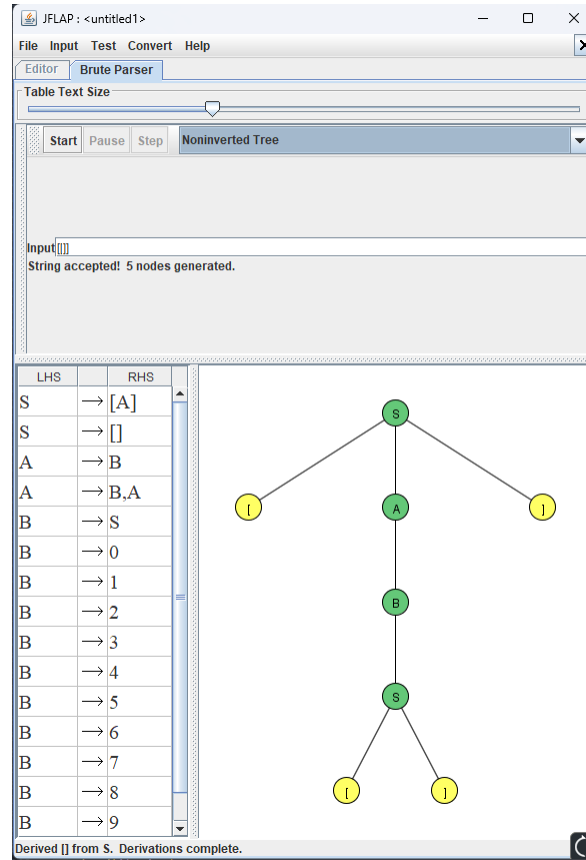 JFLAP : <untitled1>
File Input Test Convert Help
Editor Brute Parser
Table Text Size
Start Pause Step Noninverted Tree
Input [[]]
String accepted! 5 nodes generated.
LHS RHS
S → [A]
S → []
A → B
A → B,A
B → S
B → 0
B → 1
B → 2
B → 3
B → 4
B → 5
B → 6
B → 7
B → 8
B → 9
S
[ A ]
B
S
[ ]
Derived [] from S. Derivations complete.